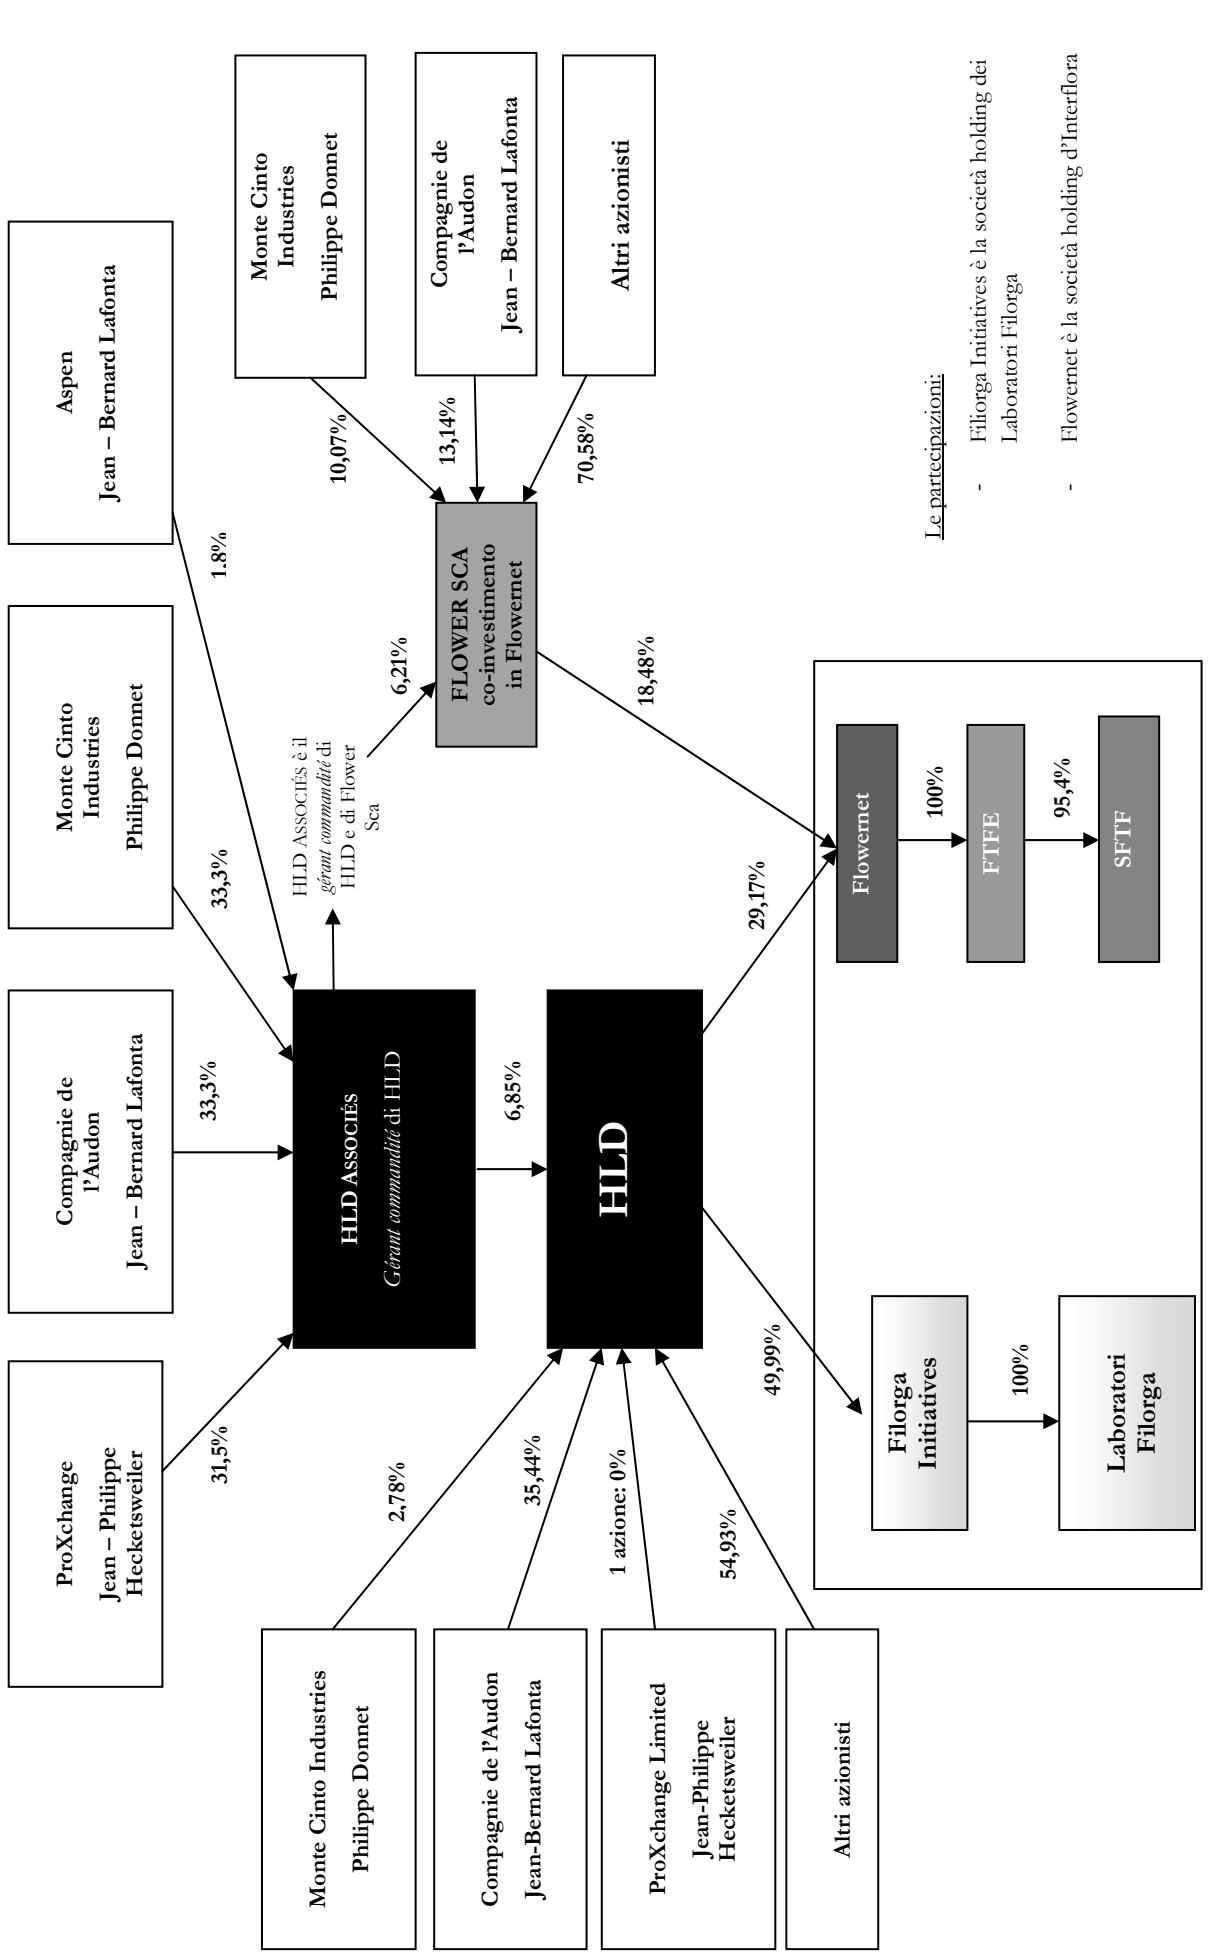 ProXchange
Jean – Philippe
Hecketsweiler
Compagnie de
l'Audon
Jean – Bernard Lafonta
Monte Cinto
Industries
Philippe Donnet
Aspen
Jean – Bernard Lafonta
31,5%
33,3%
33,3%
1.8%
HLD ASSOCIÉS
Gérant commandité di HLD
HLD ASSOCIÉS è il
gérant commandité di
HLD e di Flower
Sca
6,21%
Monte Cinto
Industries
Philippe Donnet
Compagnie de
l'Audon
Jean – Bernard Lafonta
Altri azionisti
10,07%
13,14%
70,58%
FLOWER SCA
co-investimento
in Flowernet
Monte Cinto Industries
Philippe Donnet
Compagnie de l'Audon
Jean-Bernard Lafonta
ProXchange Limited
Jean-Philippe
Hecketsweiler
Altri azionisti
2,78%
35,44%
1 azione: 0%
54,93%
6,85%
HLD
49,99%
29,17%
18,48%
Filorga
Initiatives
100%
Laboratori
Filorga
Flowernet
100%
FTFE
95,4%
SFTF
Le partecipazioni:
- Filiorga Initiatives è la società holding dei
Laboratori Filorga
- Flowernet è la società holding d'Interflora